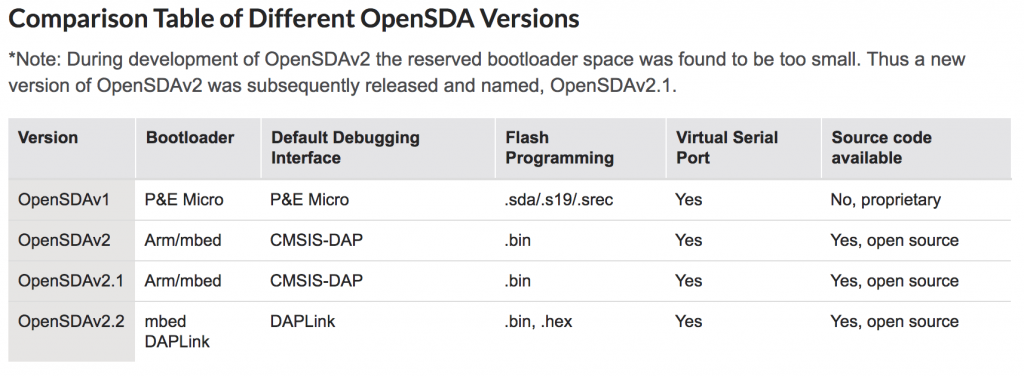 Comparison Table of Different OpenSDA Versions
*Note: During development of OpenSDAv2 the reserved bootloader space was found to be too small. Thus a new
version of OpenSDAv2 was subsequently released and named, OpenSDAv2.1.
Version Bootloader Default Debugging Interface Flash Programming Virtual Serial Port Source code available
OpenSDAv1 P&E Micro P&E Micro .sda/.s19/.srec Yes No, proprietary
OpenSDAv2 Arm/mbed CMSIS-DAP .bin Yes Yes, open source
OpenSDAv2.1 Arm/mbed CMSIS-DAP .bin Yes Yes, open source
OpenSDAv2.2 mbed DAPLink DAPLink .bin, .hex Yes Yes, open source